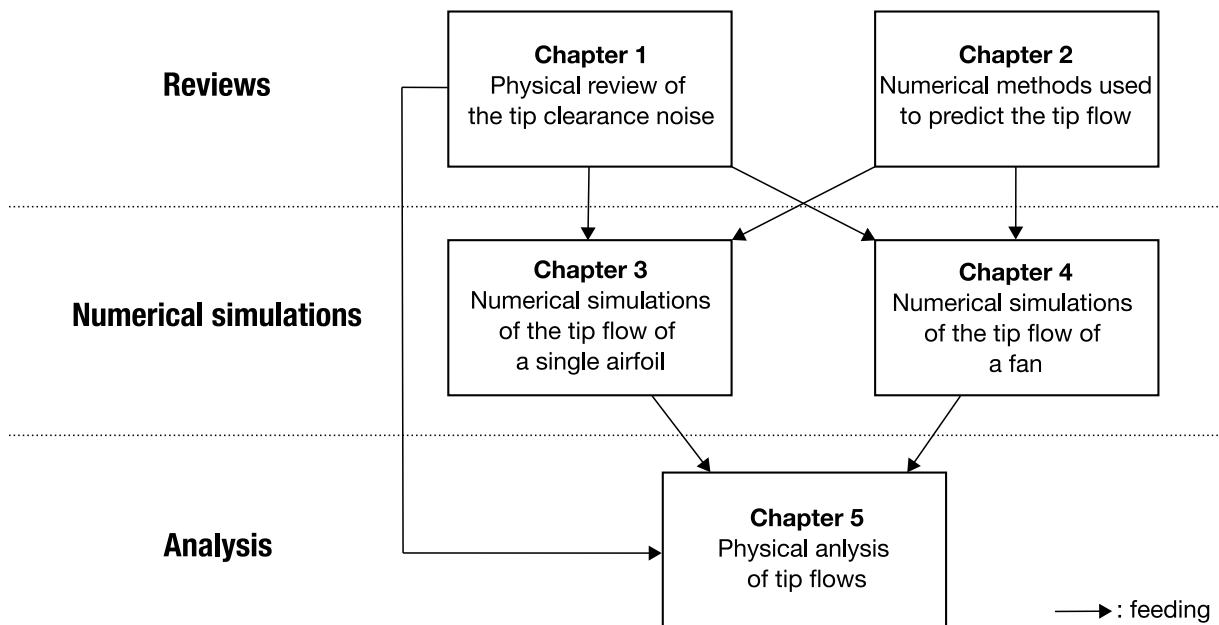 Reviews
Chapter 1
Physical review of
the tip clearance noise
Chapter 2
Numerical methods used
to predict the tip flow
Numerical simulations
Chapter 3
Numerical simulations
of the tip flow of
a single airfoil
Chapter 4
Numerical simulations
of the tip flow of
a fan
Analysis
Chapter 5
Physical anlysis
of tip flows
: feeding